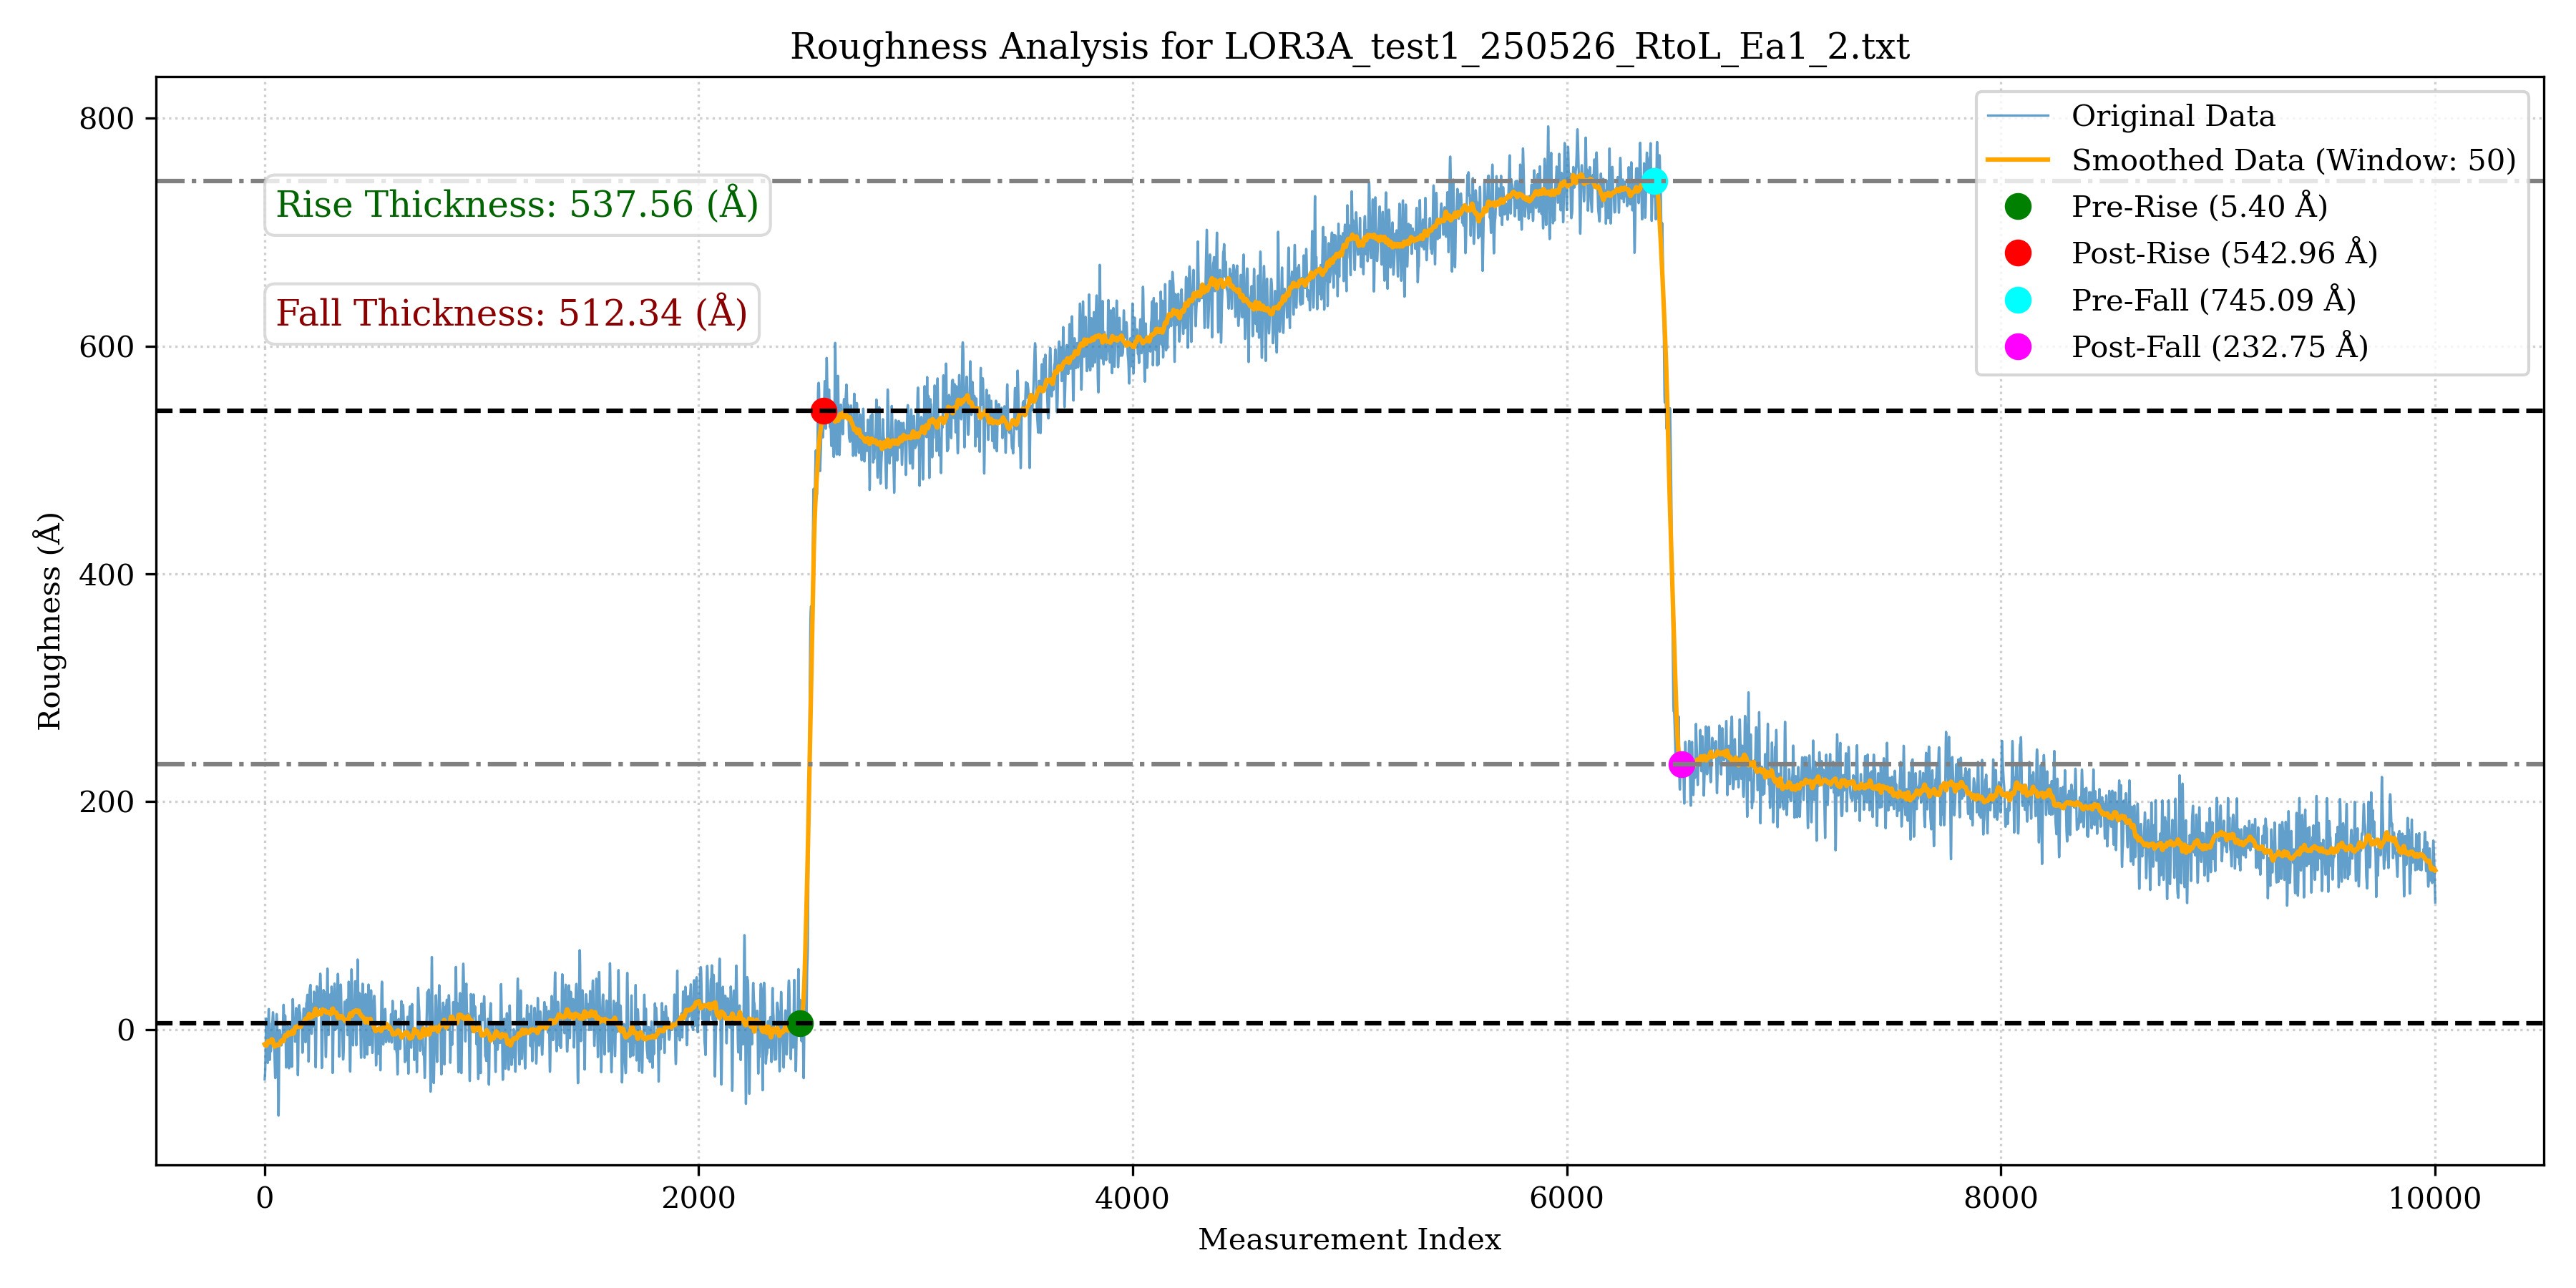 Roughness Analysis for LOR3A_test1_250526_RtoL_Ea1_2.txt
Original Data
Smoothed Data (Window: 50)
Pre-Rise (5.40 Å)
Post-Rise (542.96 Å)
Pre-Fall (745.09 Å)
Post-Fall (232.75 Å)
Rise Thickness: 537.56 (Å)
Fall Thickness: 512.34 (Å)
Roughness (Å)
800
600
400
200
0
0
2000
4000
6000
8000
10000
Measurement Index